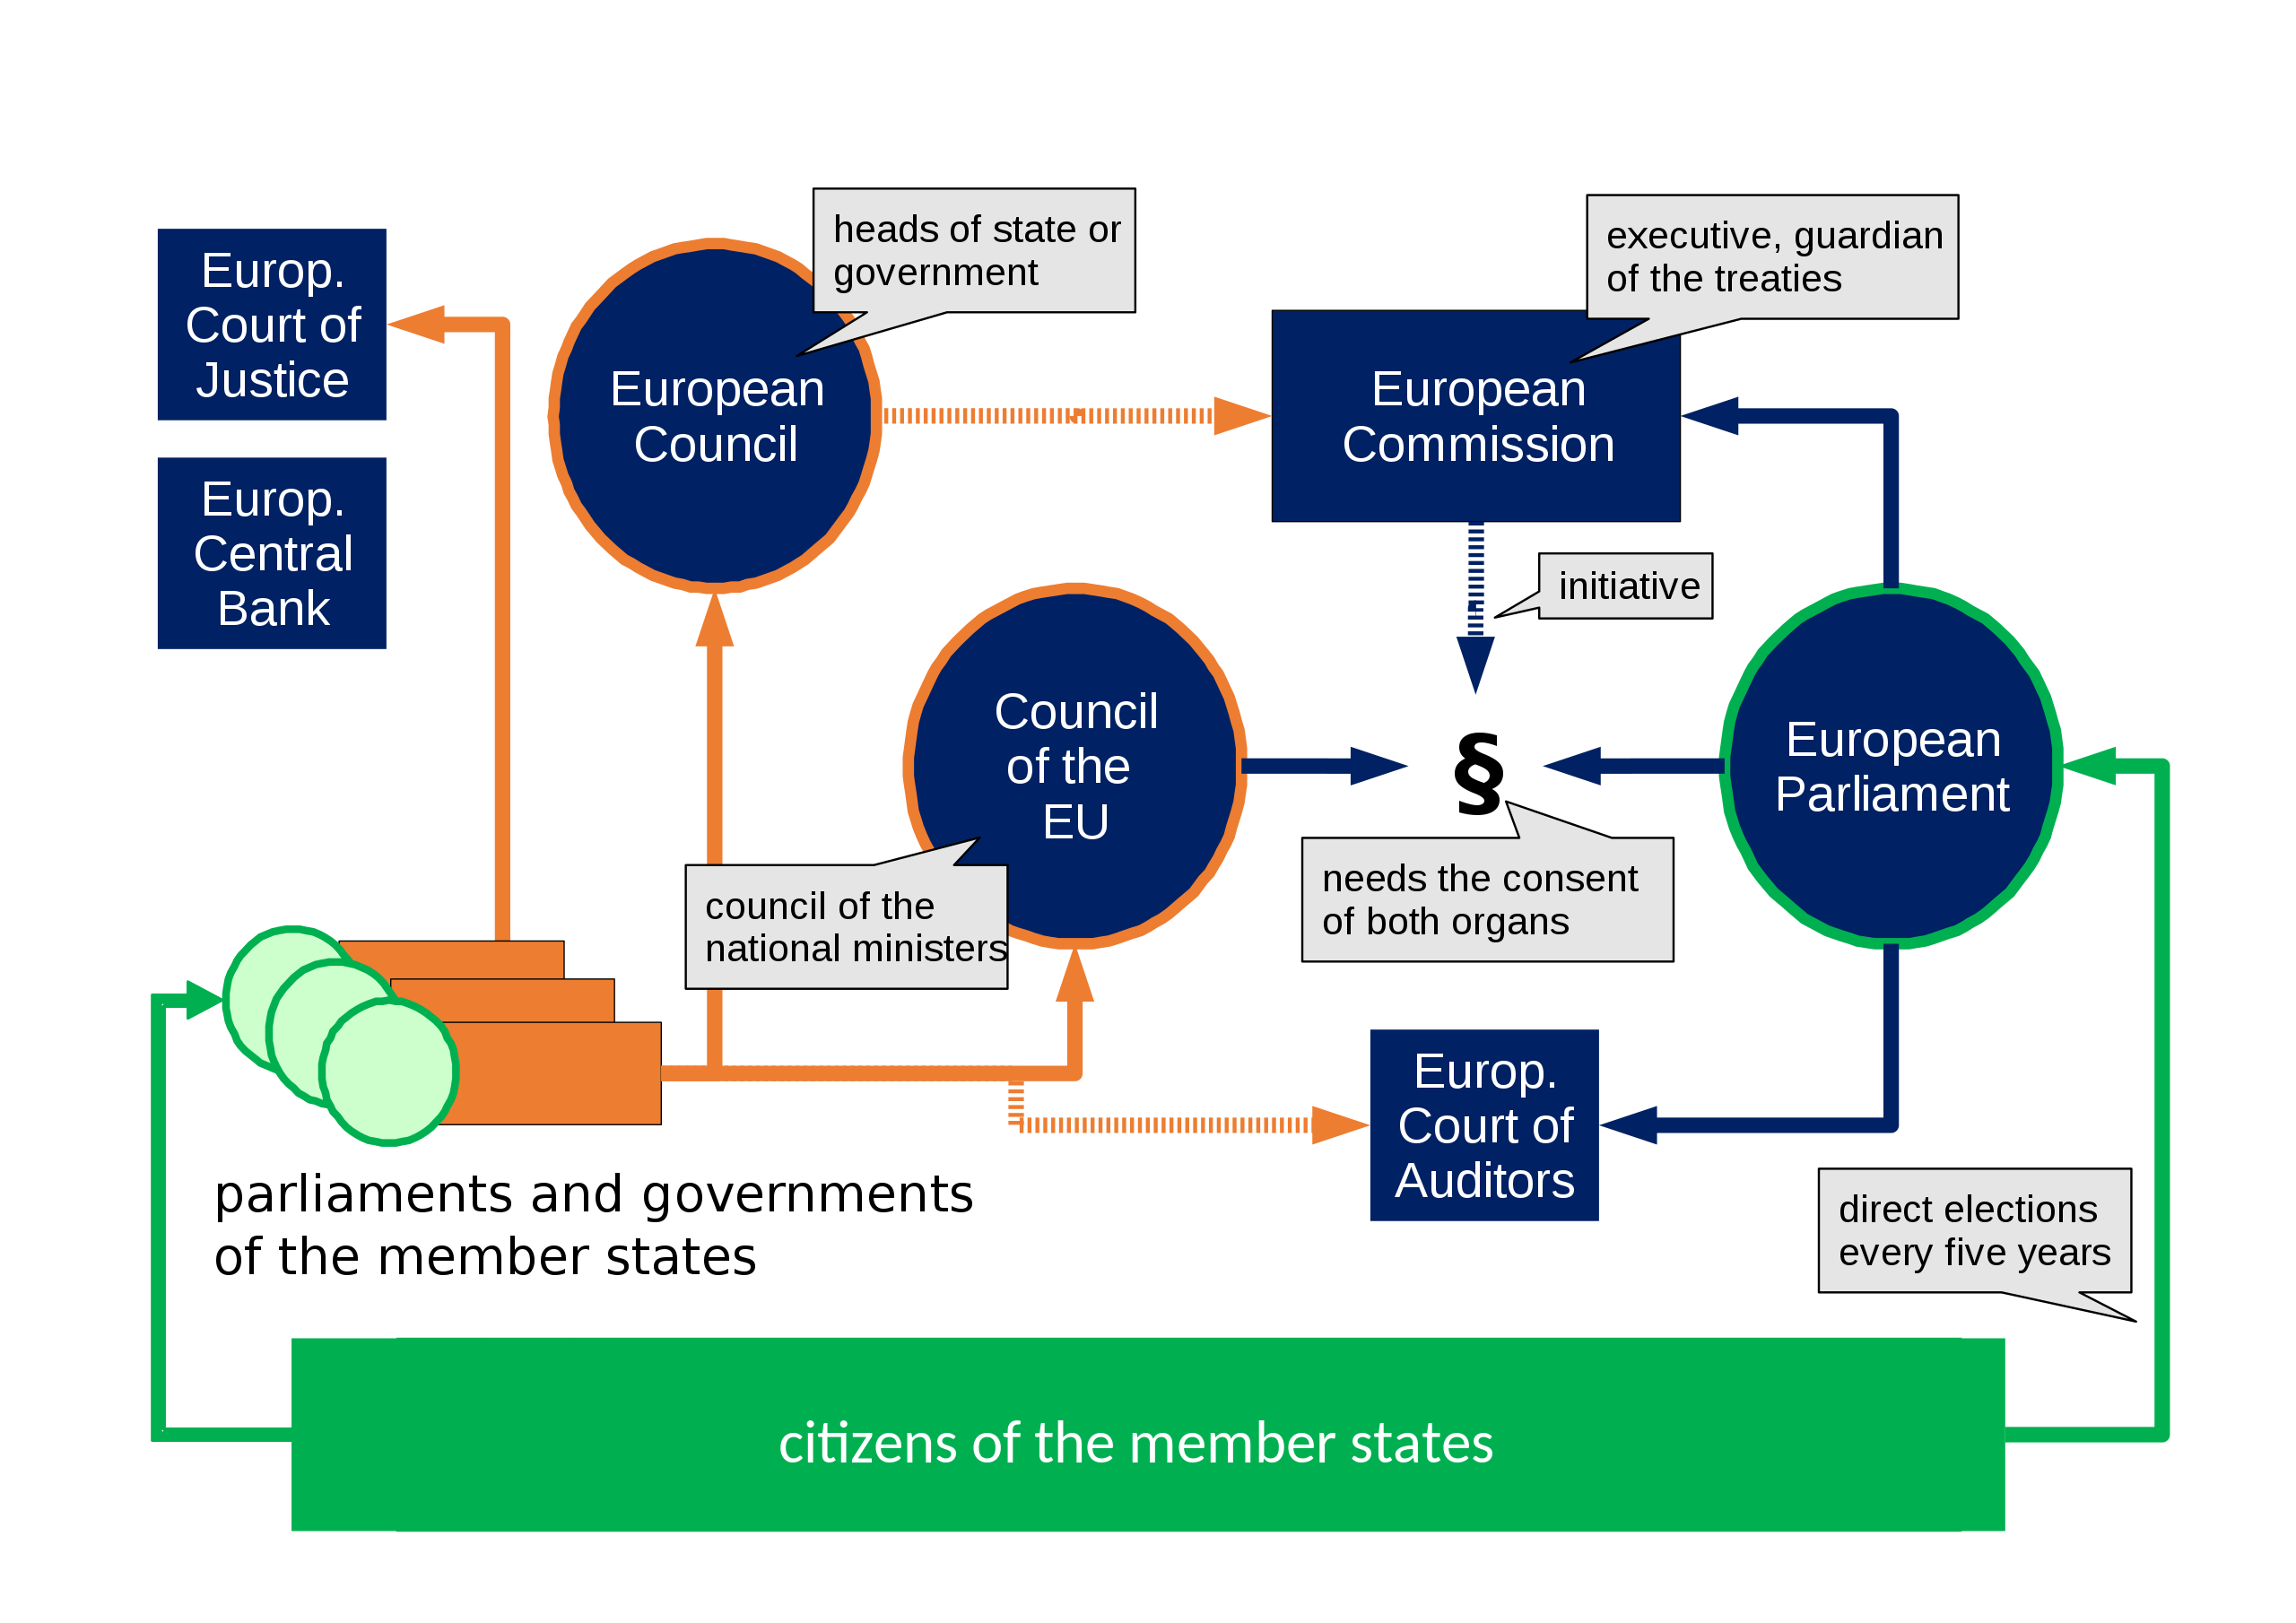 heads of state or
government
executive, guardian
of the treaties
Europ.
Court of
Justice
European
Council
European
Commission
Europ.
Central
Bank
initiative
Council
of the
EU
§
European
Parliament
council of the
national ministers
needs the consent
of both organs
Europ.
Court of
Auditors
parliaments and governments
of the member states
direct elections
every five years
citizens of the member states